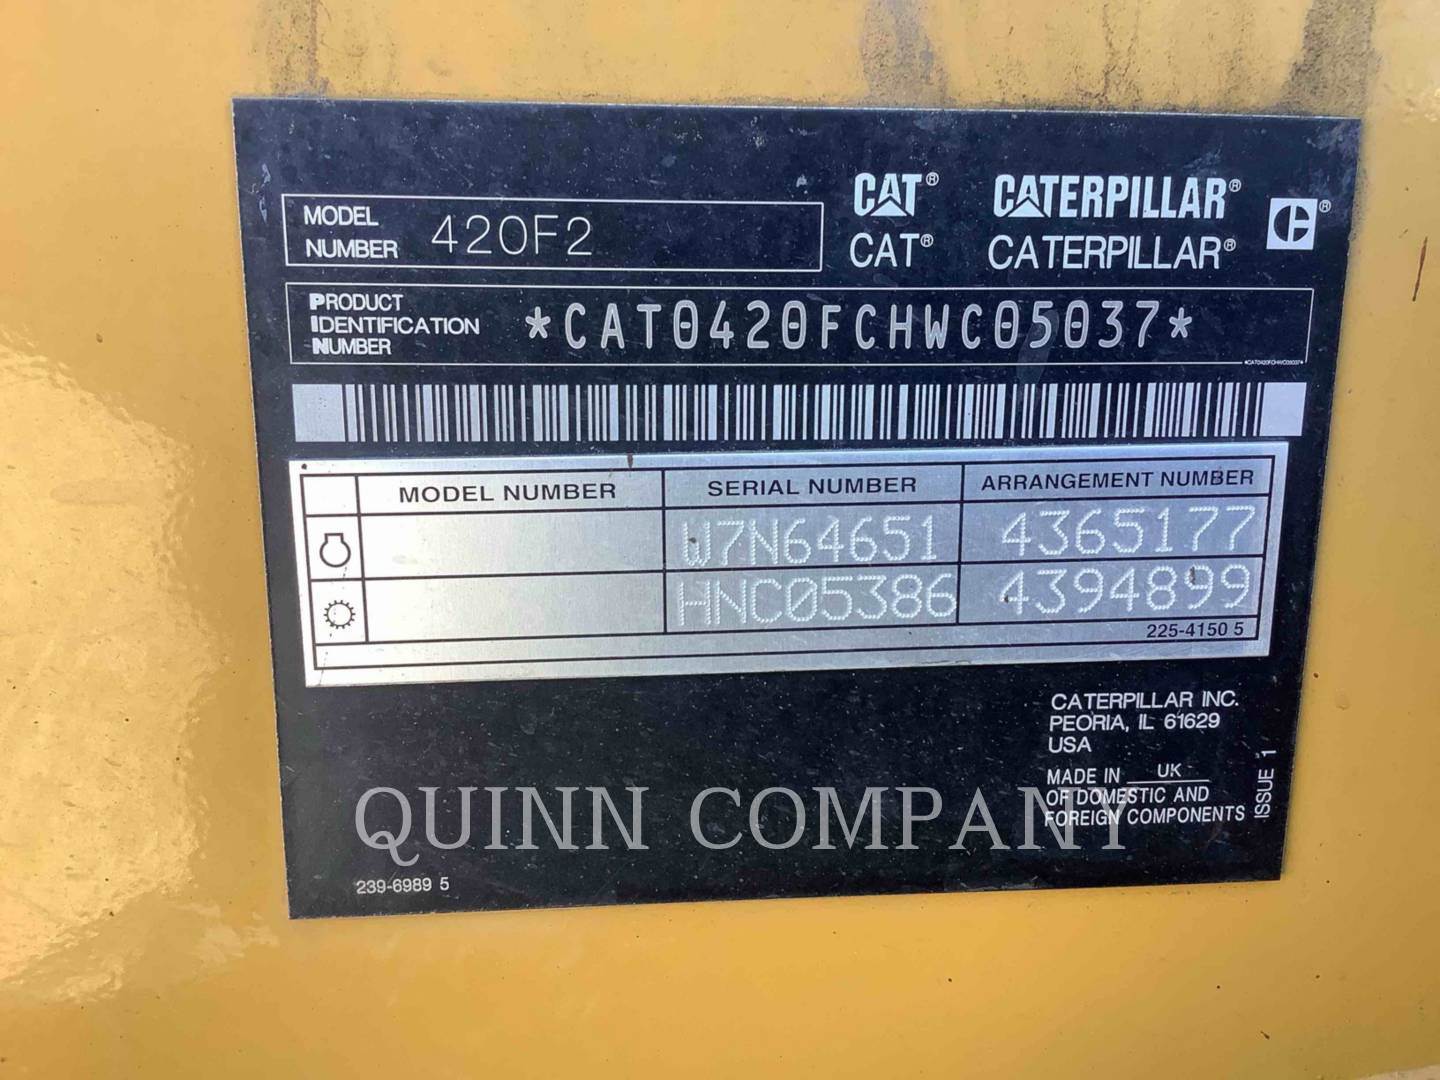 CAT® CATERPILLAR®
CAT® CATERPILLAR®
MODEL NUMBER 420F2
PRODUCT IDENTIFICATION NUMBER *CAT0420FCHWC05037*
*CAT0420FCHWC05037*
MODEL NUMBER SERIAL NUMBER ARRANGEMENT NUMBER
W7N64651 4365177
HNC05386 4394899
225-4150 5
CATERPILLAR INC.
PEORIA, IL 61629
USA
MADE IN UK
OF DOMESTIC AND
FOREIGN COMPONENTS
ISSUE 1
QUINN COMPANY
239-6989 5